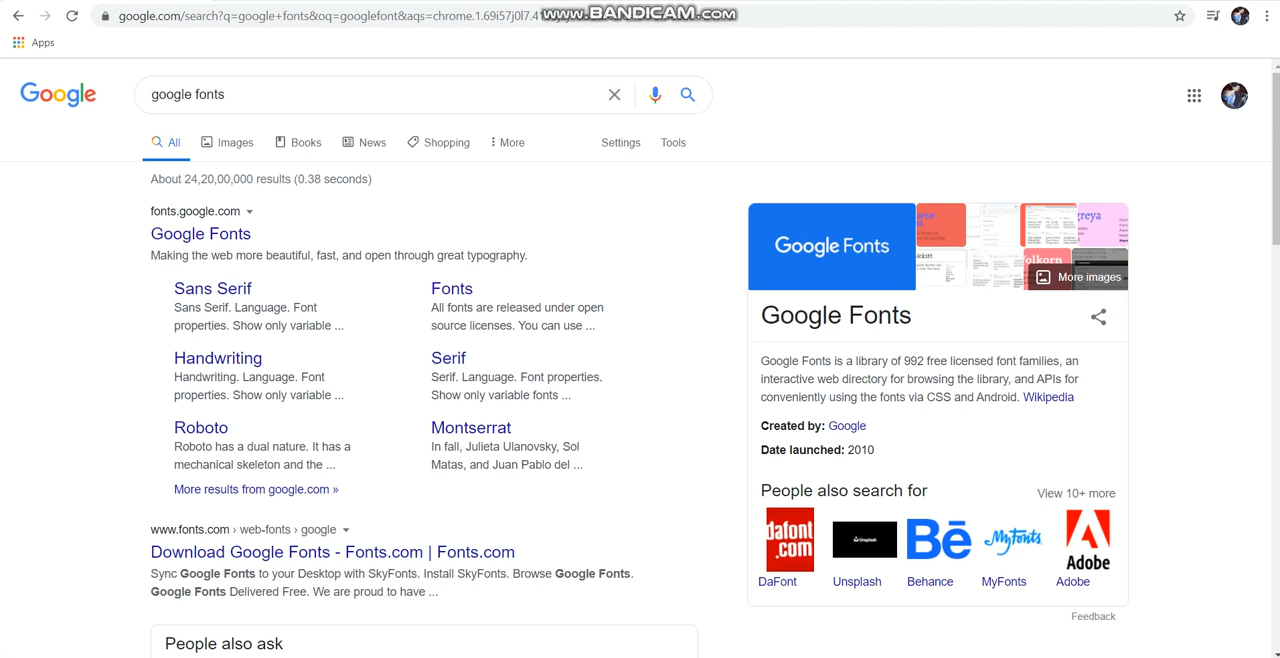 google.com/search?q=google+fonts&oq=googlefont&aqs=chrome.1.69i57j0l7.41
www.BANDICAM.com
Apps
Google
google fonts
All
Images
Books
News
Shopping
More
Settings
Tools
About 24,20,00,000 results (0.38 seconds)
fonts.google.com
Google Fonts
Making the web more beautiful, fast, and open through great typography.
Sans Serif
Sans Serif. Language. Font
properties. Show only variable ...
Fonts
All fonts are released under open
source licenses. You can use ...
Handwriting
Handwriting. Language. Font
properties. Show only variable ...
Serif
Serif. Language. Font properties.
Show only variable fonts ...
Roboto
Roboto has a dual nature. It has a
mechanical skeleton and the ...
Montserrat
In fall, Julieta Ulanovsky, Sol
Matas, and Juan Pablo del ...
More results from google.com »
www.fonts.com › web-fonts › google
Download Google Fonts - Fonts.com | Fonts.com
Sync Google Fonts to your Desktop with SkyFonts. Install SkyFonts. Browse Google Fonts.
Google Fonts Delivered Free. We are proud to have ...
People also ask
Google Fonts
greya
olkorn
More images
Google Fonts
Google Fonts is a library of 992 free licensed font families, an
interactive web directory for browsing the library, and APIs for
conveniently using the fonts via CSS and Android. Wikipedia
Created by: Google
Date launched: 2010
People also search for
View 10+ more
dafont
.com
Unsplash
Bē
MyFonts
Adobe
DaFont
Unsplash
Behance
MyFonts
Adobe
Feedback